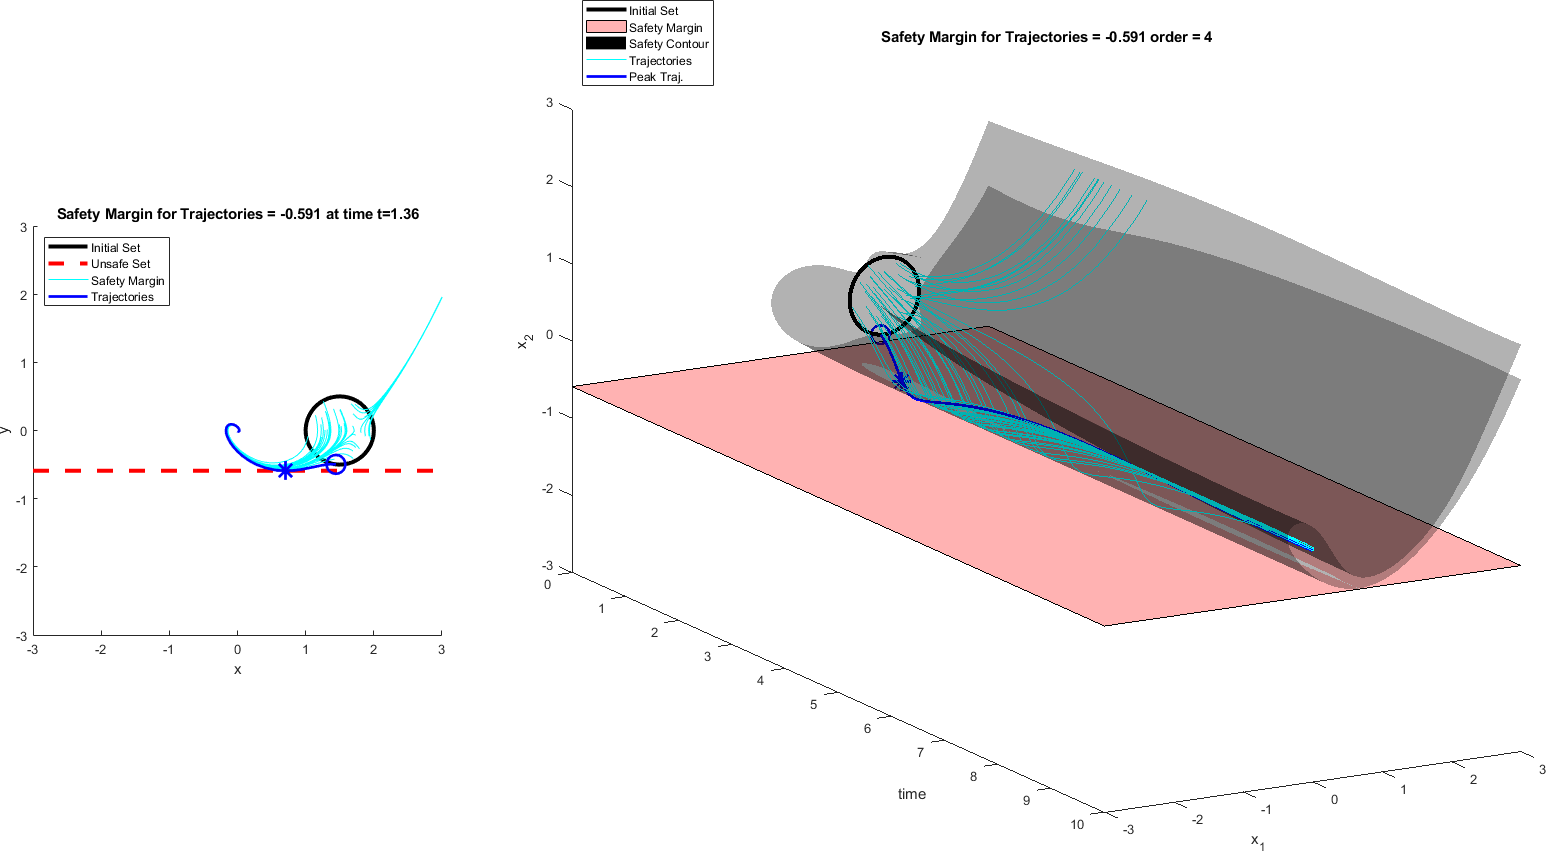 Safety Margin for Trajectories = -0.591 at time t=1.36
Initial Set
Unsafe Set
Safety Margin
Trajectories
3
2
1
0
-1
-2
-3
y
-3
-2
-1
0
1
2
3
x
Initial Set
Safety Margin
Safety Contour
Trajectories
Peak Traj.
Safety Margin for Trajectories = -0.591 order = 4
3
2
1
0
-1
-2
-3
x2
0
1
2
3
4
5
6
7
8
9
10
time
-3
-2
-1
0
1
2
3
x1